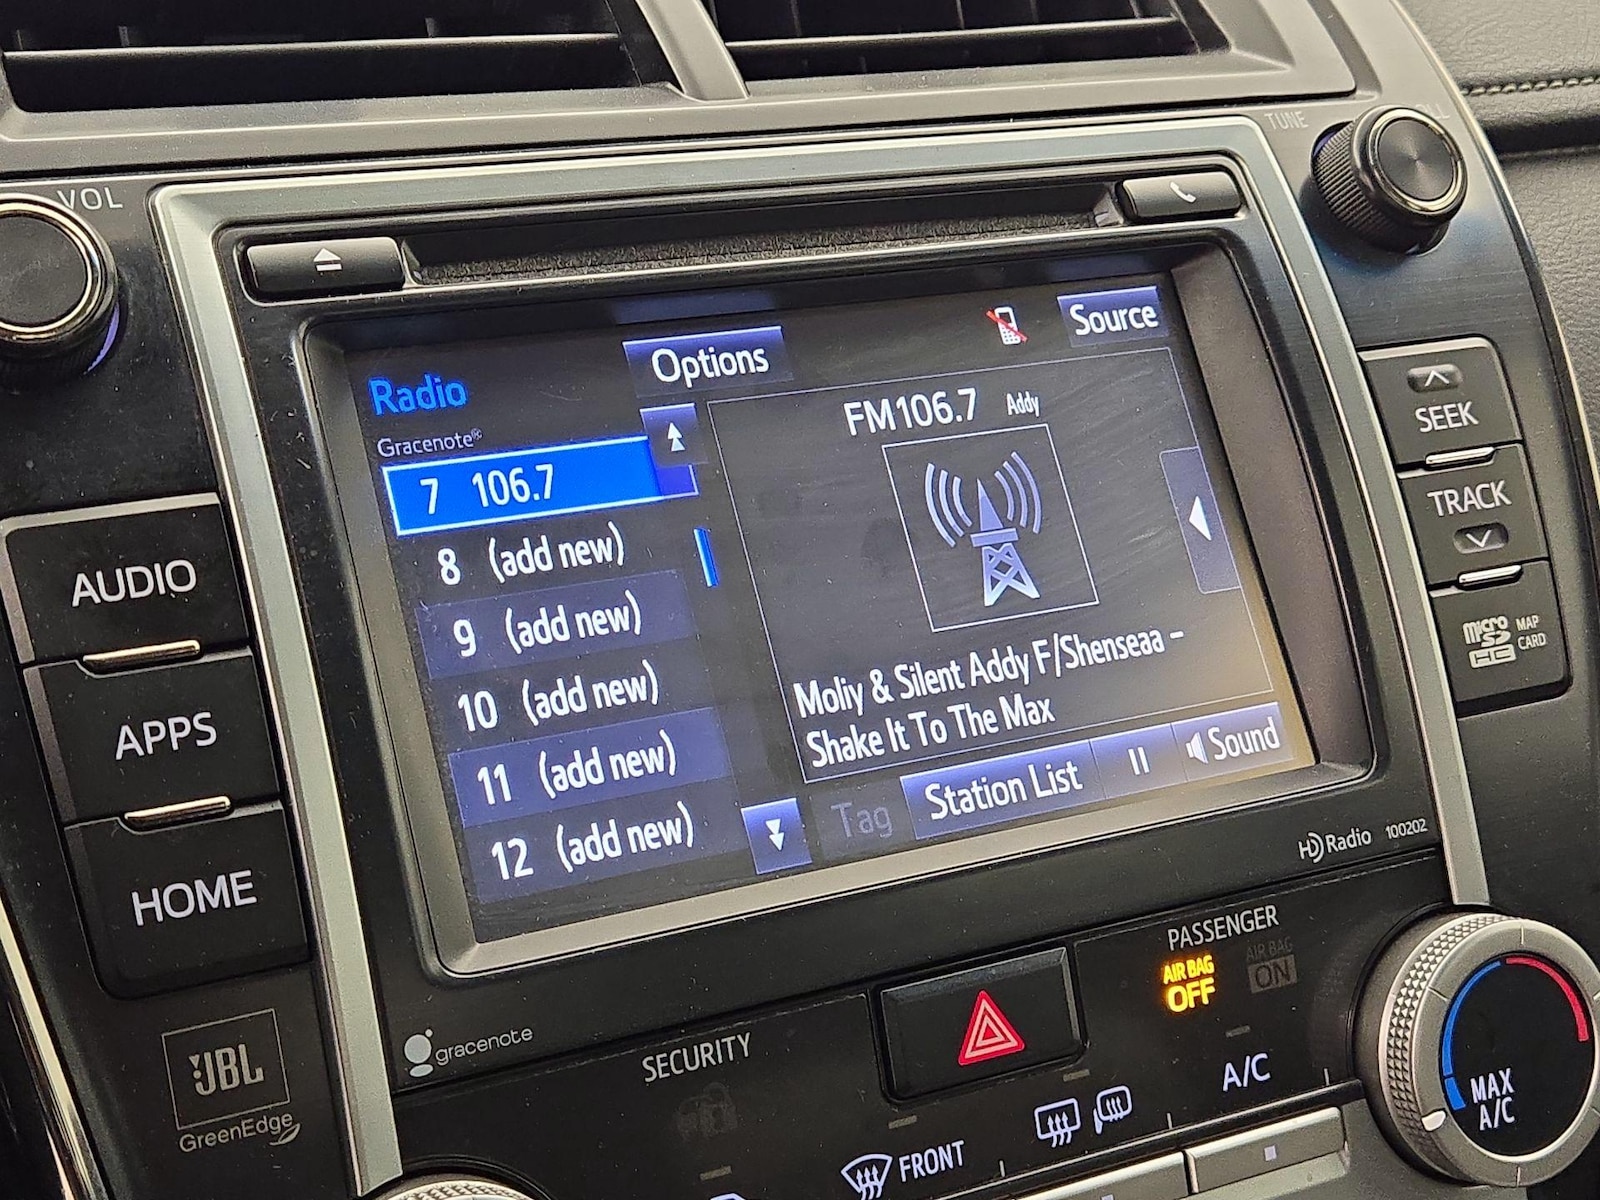 VOL
TUNE
Source
Options
Radio
Gracenote®
FM106.7 Addy
7 106.7
8 (add new)
9 (add new)
10 (add new)
11 (add new)
12 (add new)
Moliy & Silent Addy F/Shenseaa -
Shake It To The Max
Tag
Station List
Sound
SEEK
TRACK
micro
SD
HC
MAP
CARD
AUDIO
APPS
HOME
HD Radio 100202
PASSENGER
AIR BAG
OFF
AIR BAG
ON
gracenote
JBL
GreenEdge
SECURITY
A/C
MAX
A/C
FRONT